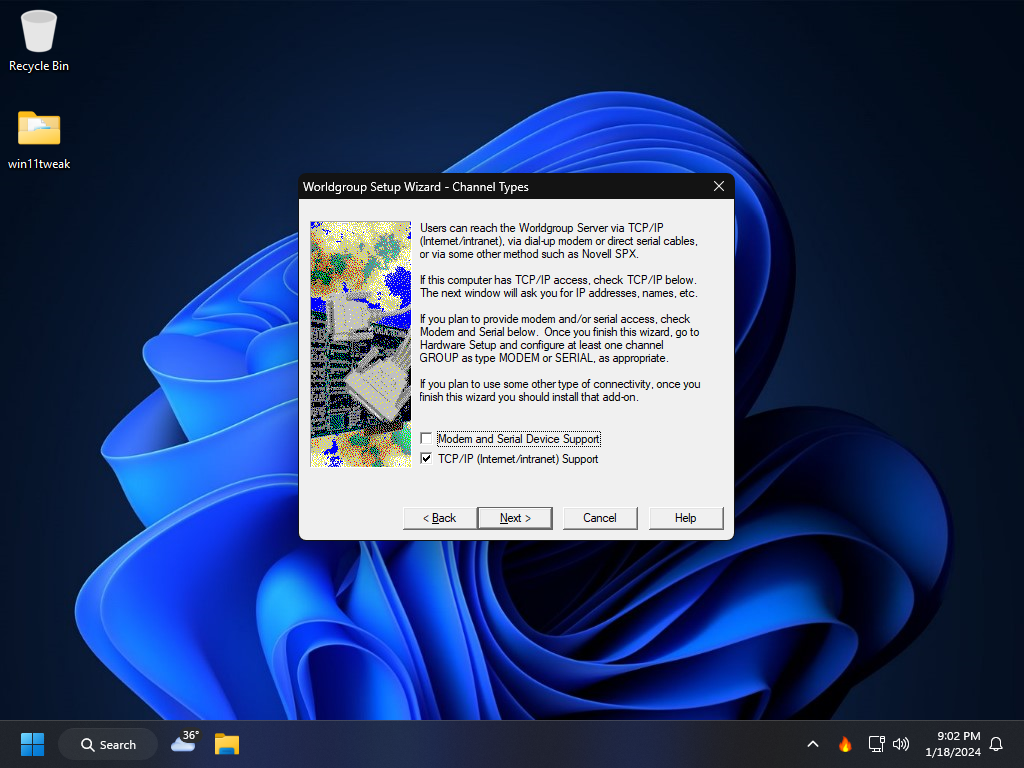 Recycle Bin
win11tweak
Worldgroup Setup Wizard - Channel Types
Users can reach the Worldgroup Server via TCP/IP
(Internet/intranet), via dial-up modem or direct serial cables,
or via some other method such as Novell SPX.
If this computer has TCP/IP access, check TCP/IP below.
The next window will ask you for IP addresses, names, etc.
If you plan to provide modem and/or serial access, check
Modem and Serial below.  Once you finish this wizard, go to
Hardware Setup and configure at least one channel
GROUP as type MODEM or SERIAL, as appropriate.
If you plan to use some other type of connectivity, once you
finish this wizard you should install that add-on.
Modem and Serial Device Support
TCP/IP (Internet/intranet) Support
< Back
Next >
Cancel
Help
Search
36°
9:02 PM
1/18/2024